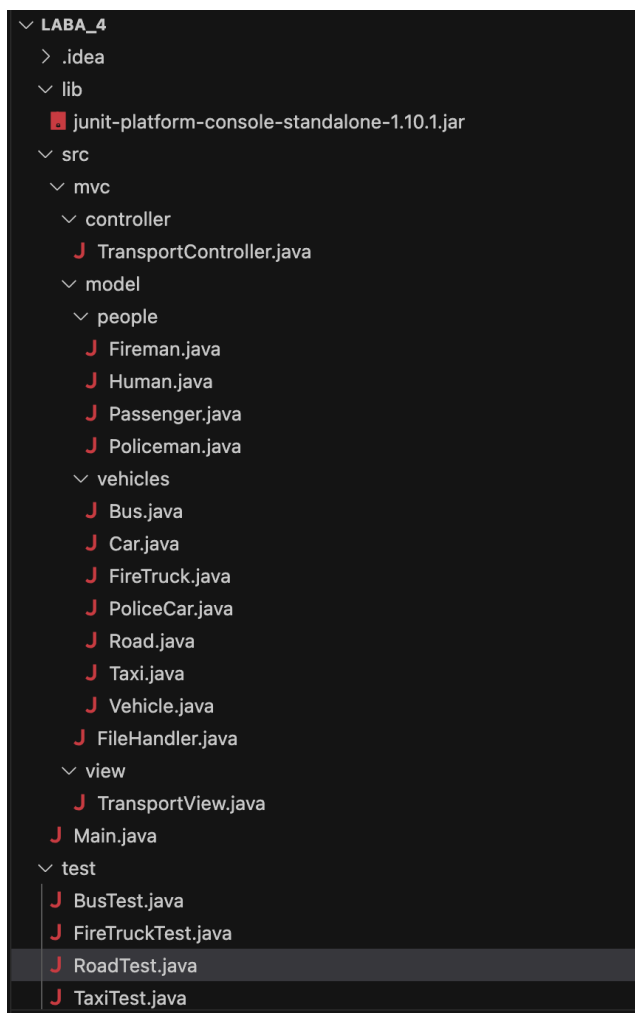 LABA_4
.idea
lib
junit-platform-console-standalone-1.10.1.jar
src
mvc
controller
J TransportController.java
model
people
J Fireman.java
J Human.java
J Passenger.java
J Policeman.java
vehicles
J Bus.java
J Car.java
J FireTruck.java
J PoliceCar.java
J Road.java
J Taxi.java
J Vehicle.java
J FileHandler.java
view
J TransportView.java
J Main.java
test
J BusTest.java
J FireTruckTest.java
J RoadTest.java
J TaxiTest.java